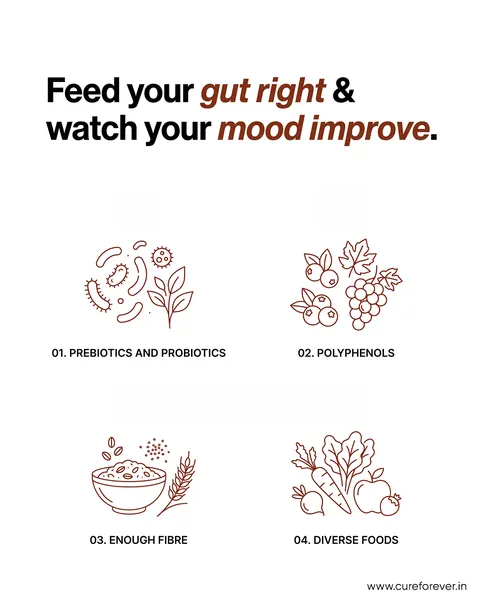 Feed your gut right &
watch your mood improve.
01. PREBIOTICS AND PROBIOTICS
02. POLYPHENOLS
03. ENOUGH FIBRE
04. DIVERSE FOODS
www.cureforever.in